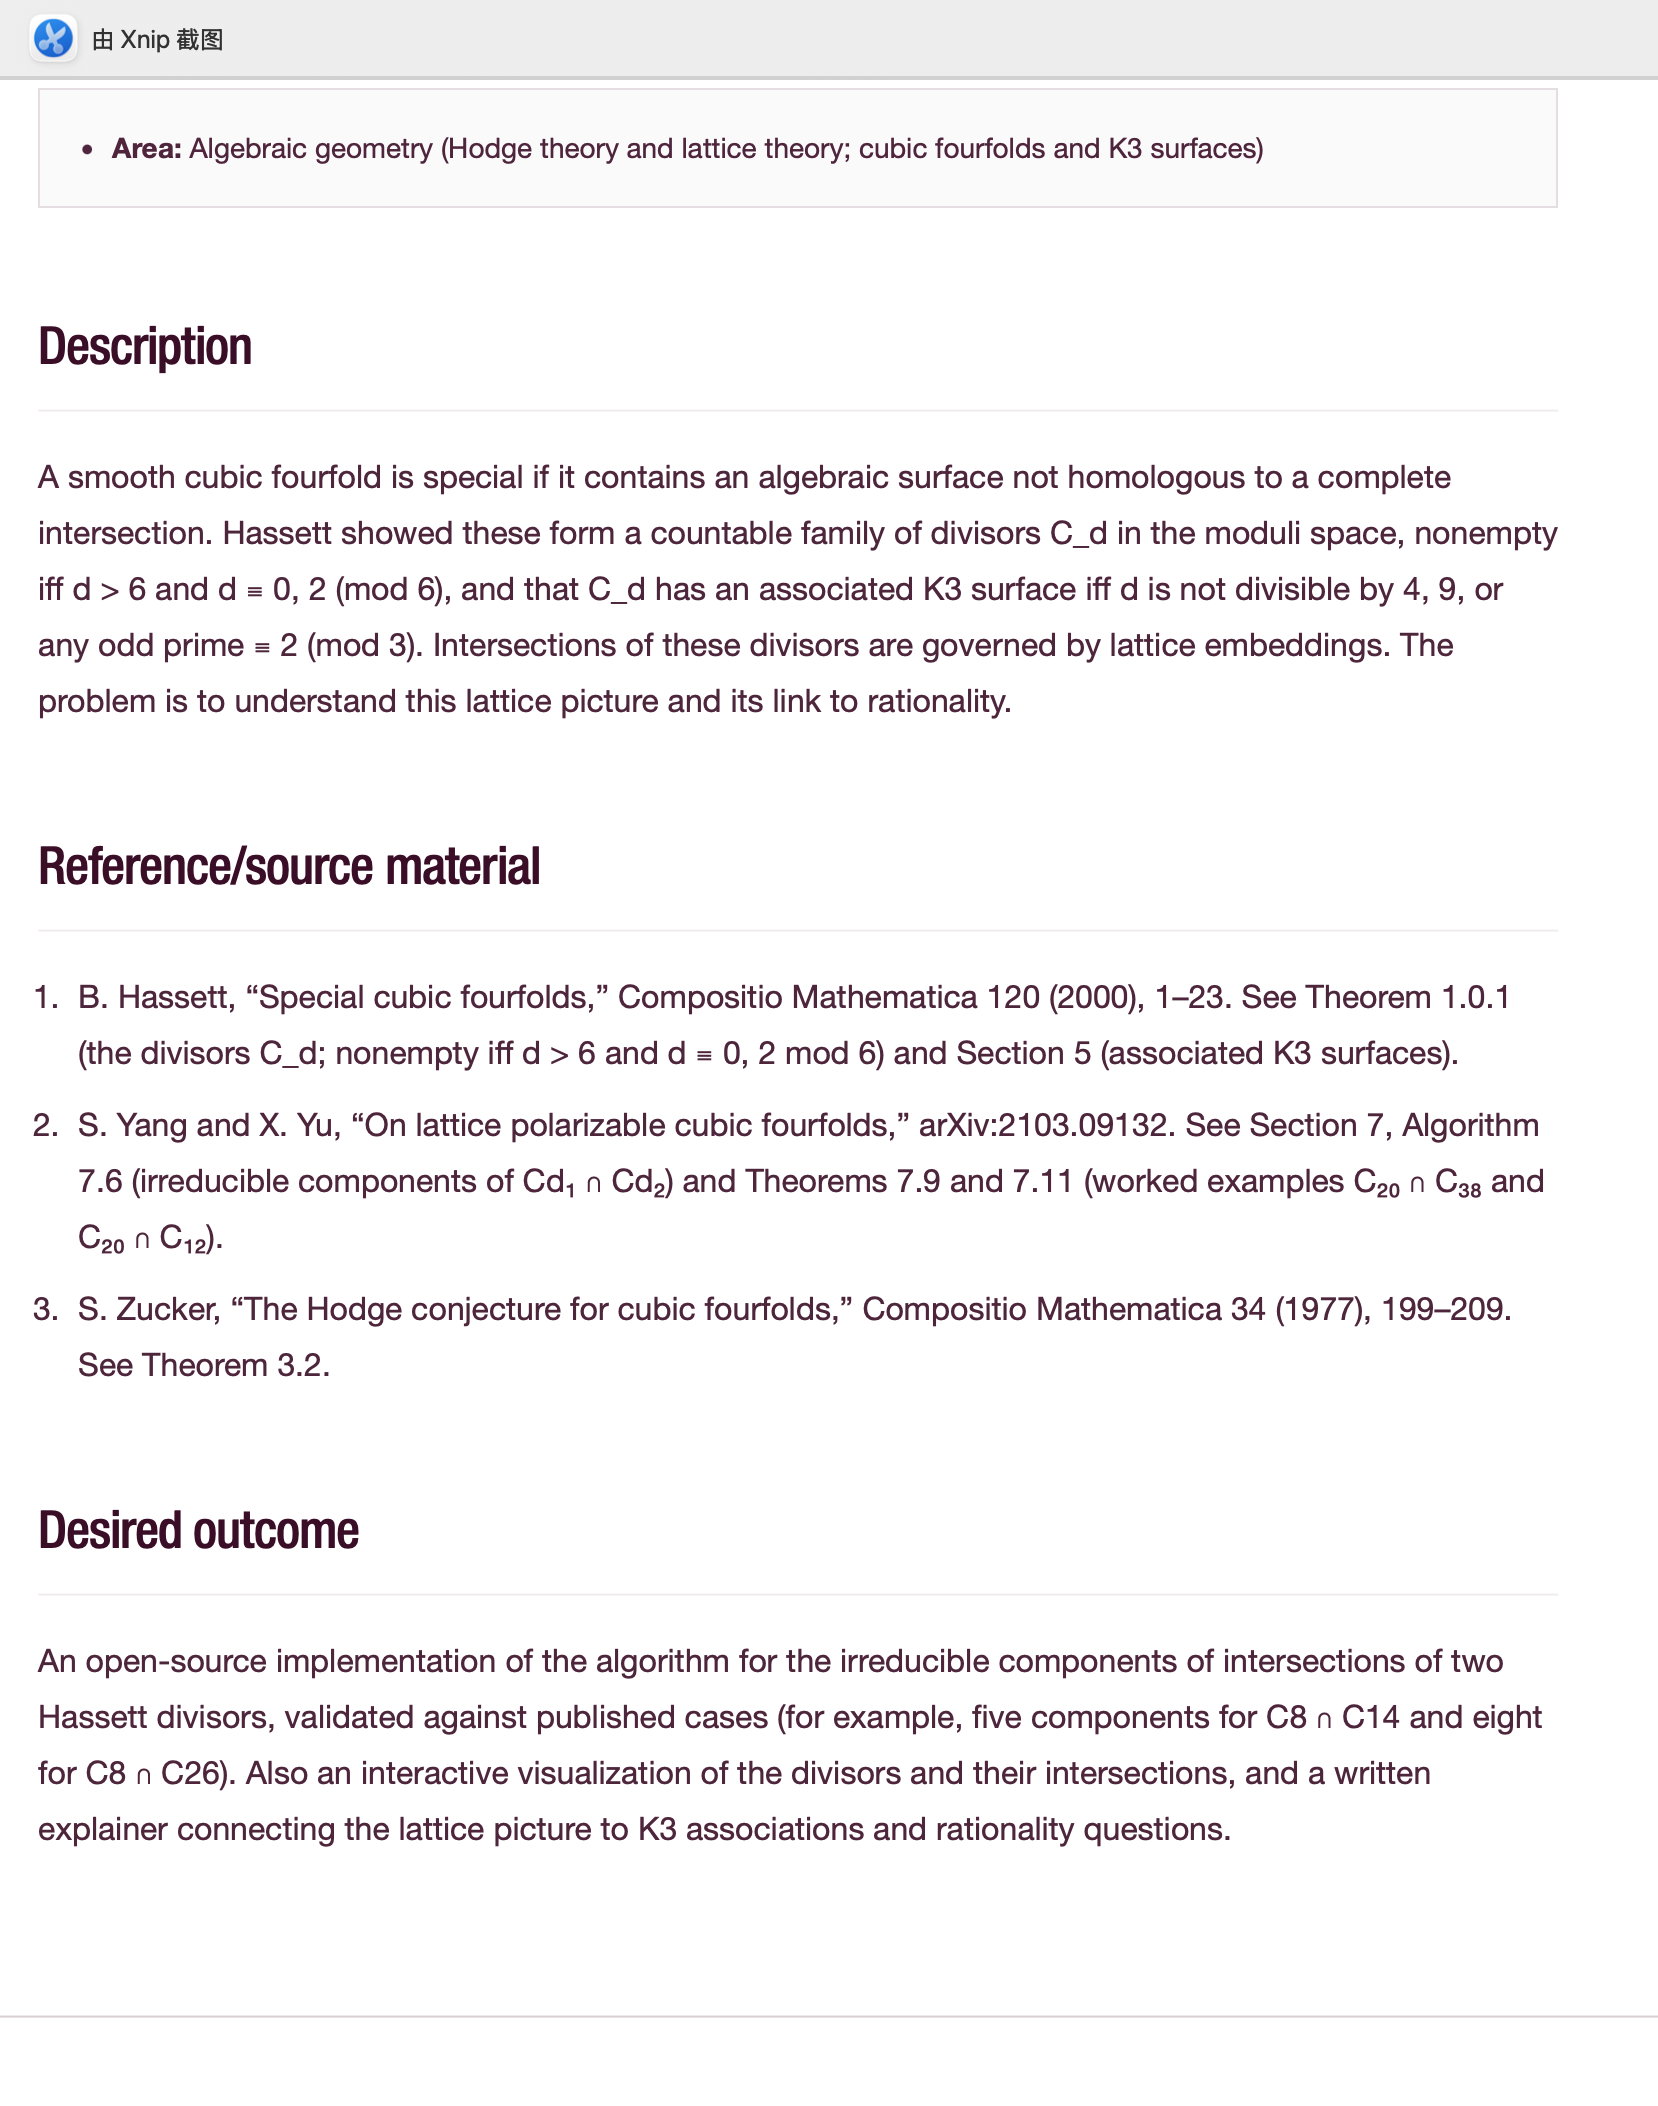 由 Xnip 截图
• Area: Algebraic geometry (Hodge theory and lattice theory; cubic fourfolds and K3 surfaces)
Description
A smooth cubic fourfold is special if it contains an algebraic surface not homologous to a complete
intersection. Hassett showed these form a countable family of divisors C_d in the moduli space, nonempty
iff d > 6 and d ≡ 0, 2 (mod 6), and that C_d has an associated K3 surface iff d is not divisible by 4, 9, or
any odd prime ≡ 2 (mod 3). Intersections of these divisors are governed by lattice embeddings. The
problem is to understand this lattice picture and its link to rationality.
Reference/source material
1. B. Hassett, “Special cubic fourfolds,” Compositio Mathematica 120 (2000), 1–23. See Theorem 1.0.1
(the divisors C_d; nonempty iff d > 6 and d ≡ 0, 2 mod 6) and Section 5 (associated K3 surfaces).
2. S. Yang and X. Yu, “On lattice polarizable cubic fourfolds,” arXiv:2103.09132. See Section 7, Algorithm
7.6 (irreducible components of Cd₁ ∩ Cd₂) and Theorems 7.9 and 7.11 (worked examples C₂₀ ∩ C₃₈ and
C₂₀ ∩ C₁₂).
3. S. Zucker, “The Hodge conjecture for cubic fourfolds,” Compositio Mathematica 34 (1977), 199–209.
See Theorem 3.2.
Desired outcome
An open-source implementation of the algorithm for the irreducible components of intersections of two
Hassett divisors, validated against published cases (for example, five components for C8 ∩ C14 and eight
for C8 ∩ C26). Also an interactive visualization of the divisors and their intersections, and a written
explainer connecting the lattice picture to K3 associations and rationality questions.